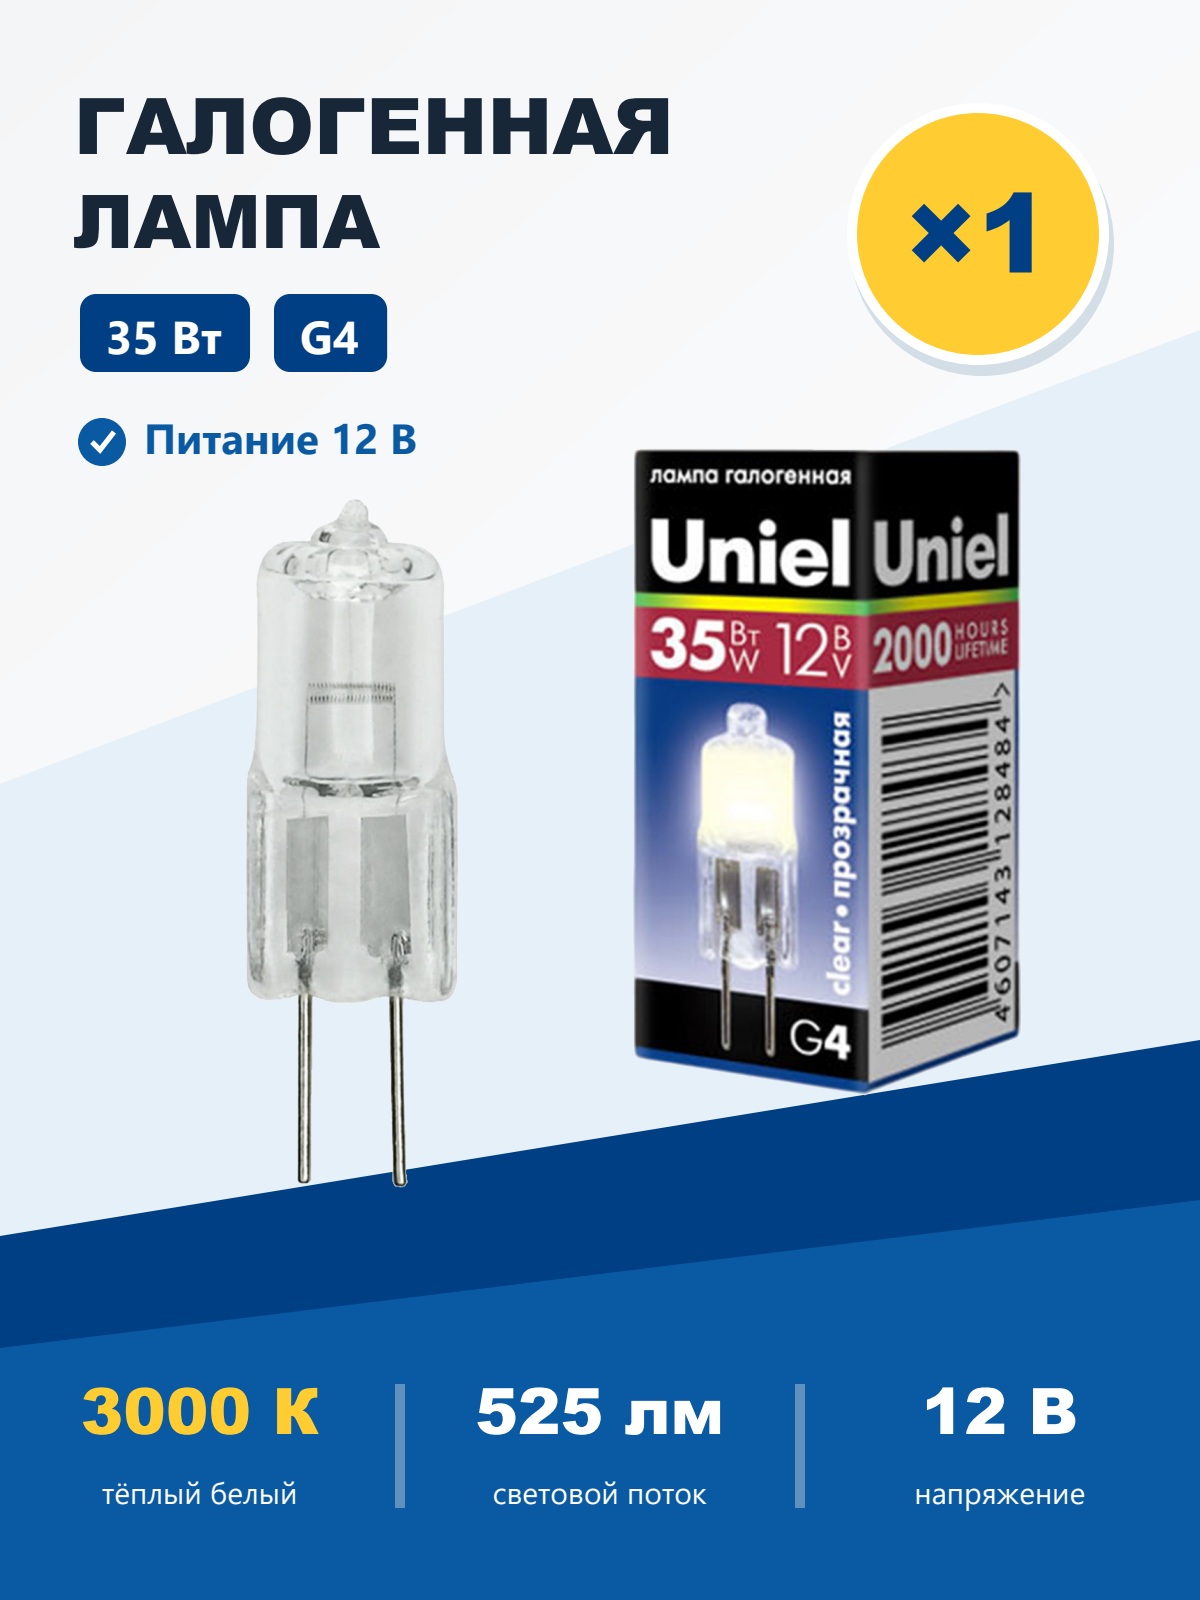 ГАЛОГЕННАЯ
ЛАМПА
×1
35 Вт
G4
Питание 12 В
лампа галогенная
Uniel
35 Вт W 12 В V
clear • прозрачная
G4
Uniel
2000 HOURS LIFETIME
4607143128484>
3000 К
тёплый белый
525 лм
световой поток
12 В
напряжение